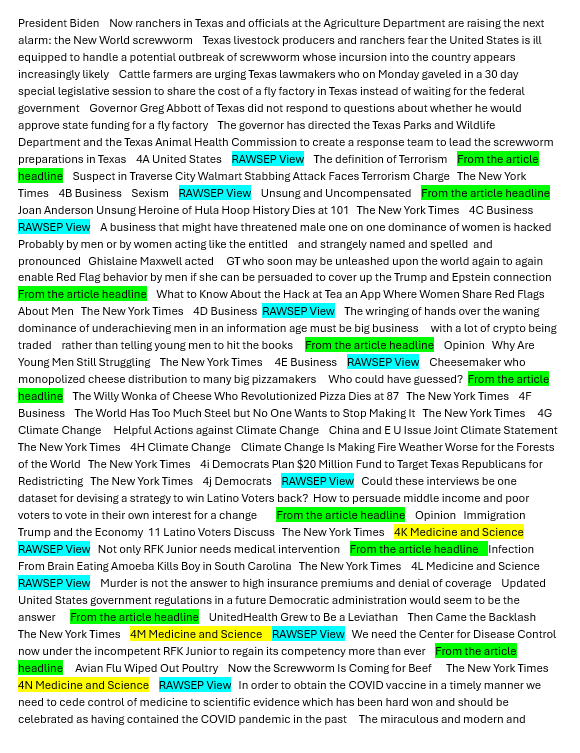 President Biden Now ranchers in Texas and officials at the Agriculture Department are raising the next
alarm: the New World screwworm Texas livestock producers and ranchers fear the United States is ill
equipped to handle a potential outbreak of screwworm whose incursion into the country appears
increasingly likely Cattle farmers are urging Texas lawmakers who on Monday gaveled in a 30 day
special legislative session to share the cost of a fly factory in Texas instead of waiting for the federal
government Governor Greg Abbott of Texas did not respond to questions about whether he would
approve state funding for a fly factory The governor has directed the Texas Parks and Wildlife
Department and the Texas Animal Health Commission to create a response team to lead the screwworm
preparations in Texas 4A United States RAWSEP View The definition of Terrorism From the article
headline Suspect in Traverse City Walmart Stabbing Attack Faces Terrorism Charge The New York
Times 4B Business Sexism RAWSEP View Unsung and Uncompensated From the article headline
Joan Anderson Unsung Heroine of Hula Hoop History Dies at 101 The New York Times 4C Business
RAWSEP View A business that might have threatened male one on one dominance of women is hacked
Probably by men or by women acting like the entitled and strangely named and spelled and
pronounced Ghislaine Maxwell acted GT who soon may be unleashed upon the world again to again
enable Red Flag behavior by men if she can be persuaded to cover up the Trump and Epstein connection
From the article headline What to Know About the Hack at Tea an App Where Women Share Red Flags
About Men The New York Times 4D Business RAWSEP View The wringing of hands over the waning
dominance of underachieving men in an information age must be big business with a lot of crypto being
traded rather than telling young men to hit the books From the article headline Opinion Why Are
Young Men Still Struggling The New York Times 4E Business RAWSEP View Cheesemaker who
monopolized cheese distribution to many big pizzamakers Who could have guessed? From the article
headline The Willy Wonka of Cheese Who Revolutionized Pizza Dies at 87 The New York Times 4F
Business The World Has Too Much Steel but No One Wants to Stop Making It The New York Times 4G
Climate Change Helpful Actions against Climate Change China and E U Issue Joint Climate Statement
The New York Times 4H Climate Change Climate Change Is Making Fire Weather Worse for the Forests
of the World The New York Times 4i Democrats Plan $20 Million Fund to Target Texas Republicans for
Redistricting The New York Times 4j Democrats RAWSEP View Could these interviews be one
dataset for devising a strategy to win Latino Voters back? How to persuade middle income and poor
voters to vote in their own interest for a change From the article headline Opinion Immigration
Trump and the Economy 11 Latino Voters Discuss The New York Times 4K Medicine and Science
RAWSEP View Not only RFK Junior needs medical intervention From the article headline Infection
From Brain Eating Amoeba Kills Boy in South Carolina The New York Times 4L Medicine and Science
RAWSEP View Murder is not the answer to high insurance premiums and denial of coverage Updated
United States government regulations in a future Democratic administration would seem to be the
answer From the article headline UnitedHealth Grew to Be a Leviathan Then Came the Backlash
The New York Times 4M Medicine and Science RAWSEP View We need the Center for Disease Control
now under the incompetent RFK Junior to regain its competency more than ever From the article
headline Avian Flu Wiped Out Poultry Now the Screwworm Is Coming for Beef The New York Times
4N Medicine and Science RAWSEP View In order to obtain the COVID vaccine in a timely manner we
need to cede control of medicine to scientific evidence which has been hard won and should be
celebrated as having contained the COVID pandemic in the past The miraculous and modern and